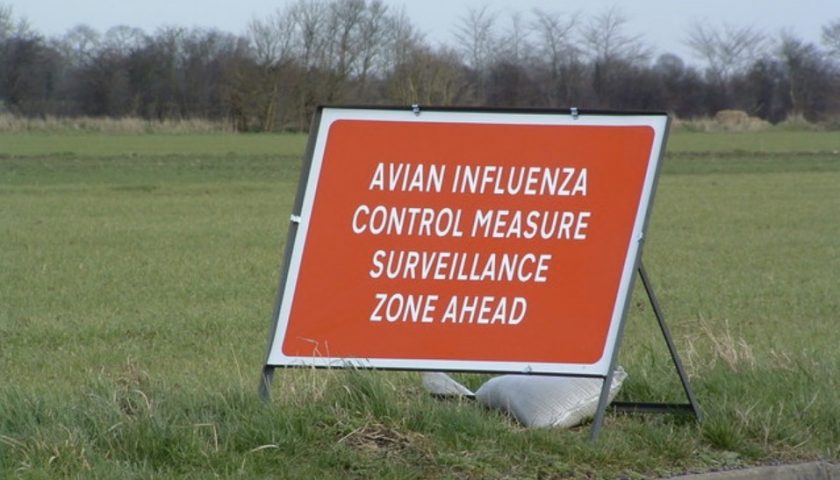 AVIAN INFLUENZA
CONTROL MEASURE
SURVEILLANCE
ZONE AHEAD